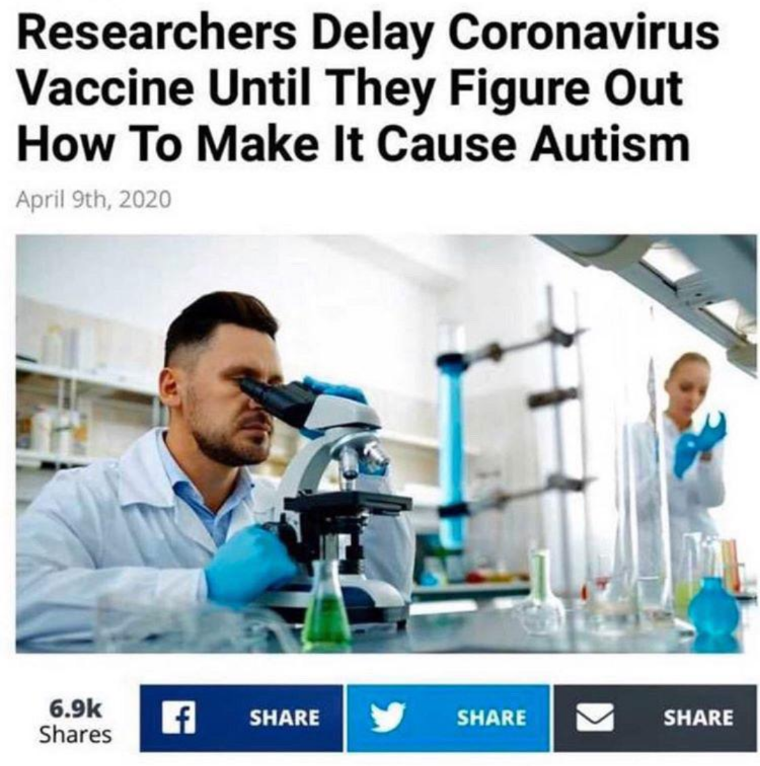 Researchers Delay Coronavirus
Vaccine Until They Figure Out
How To Make It Cause Autism
April 9th, 2020
6.9k
Shares
SHARE
SHARE
SHARE